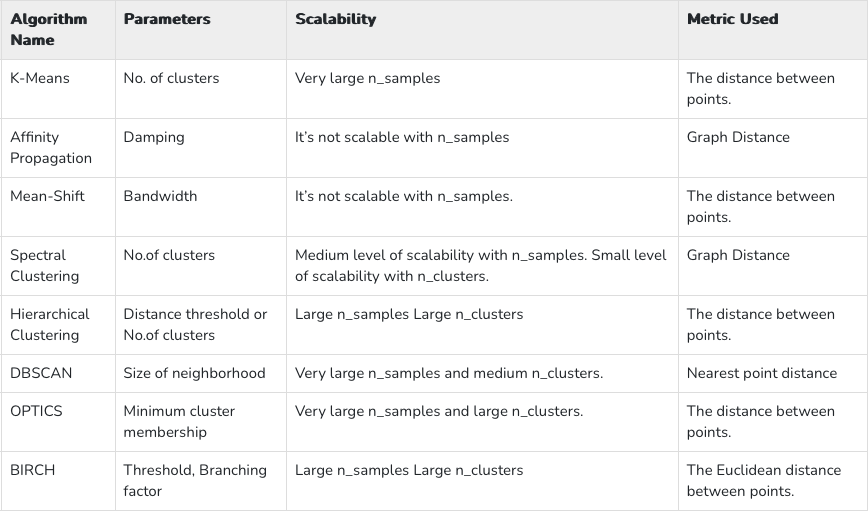 Algorithm Name Parameters Scalability Metric Used
K-Means No. of clusters Very large n_samples The distance between points.
Affinity Propagation Damping It’s not scalable with n_samples Graph Distance
Mean-Shift Bandwidth It’s not scalable with n_samples. The distance between points.
Spectral Clustering No.of clusters Medium level of scalability with n_samples. Small level of scalability with n_clusters. Graph Distance
Hierarchical Clustering Distance threshold or No.of clusters Large n_samples Large n_clusters The distance between points.
DBSCAN Size of neighborhood Very large n_samples and medium n_clusters. Nearest point distance
OPTICS Minimum cluster membership Very large n_samples and large n_clusters. The distance between points.
BIRCH Threshold, Branching factor Large n_samples Large n_clusters The Euclidean distance between points.